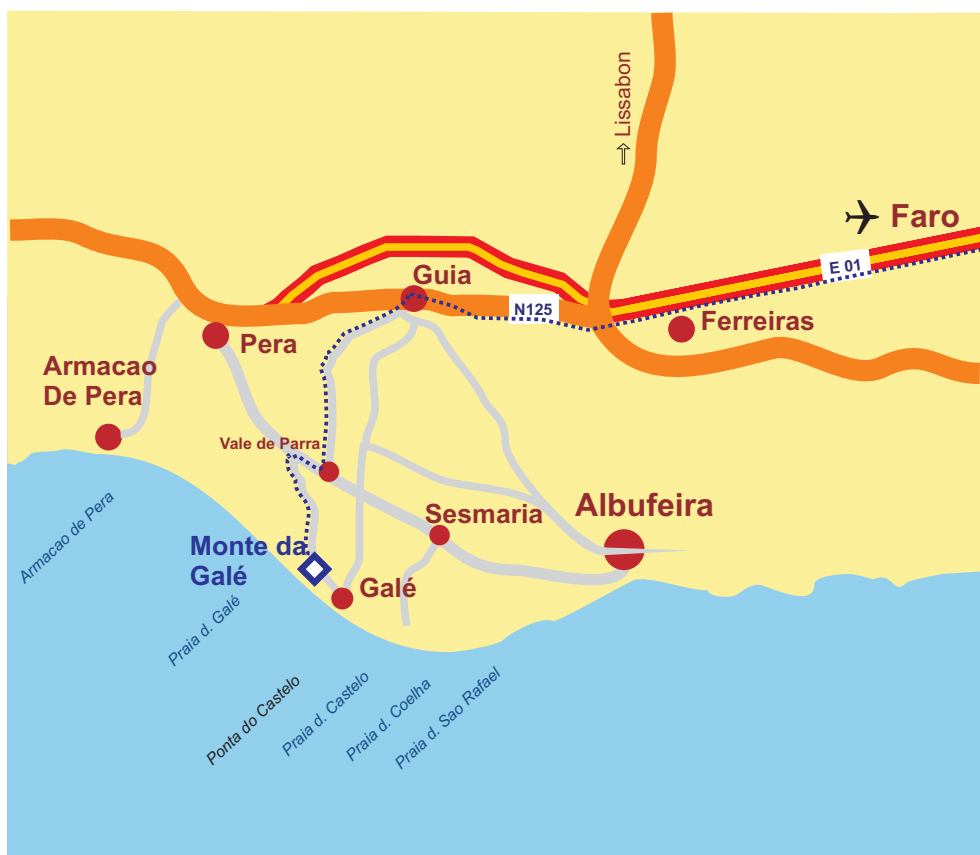 → Lissabon
Faro
E 01
Guia
N125
Ferreiras
Pera
Armacao
De Pera
Vale de Parra
Albufeira
Sesmaria
Monte da
Galé
Galé
Armacao de Pera
Praia d. Galé
Ponta do Castelo
Praia d. Castelo
Praia d. Coelha
Praia d. Sao Rafael